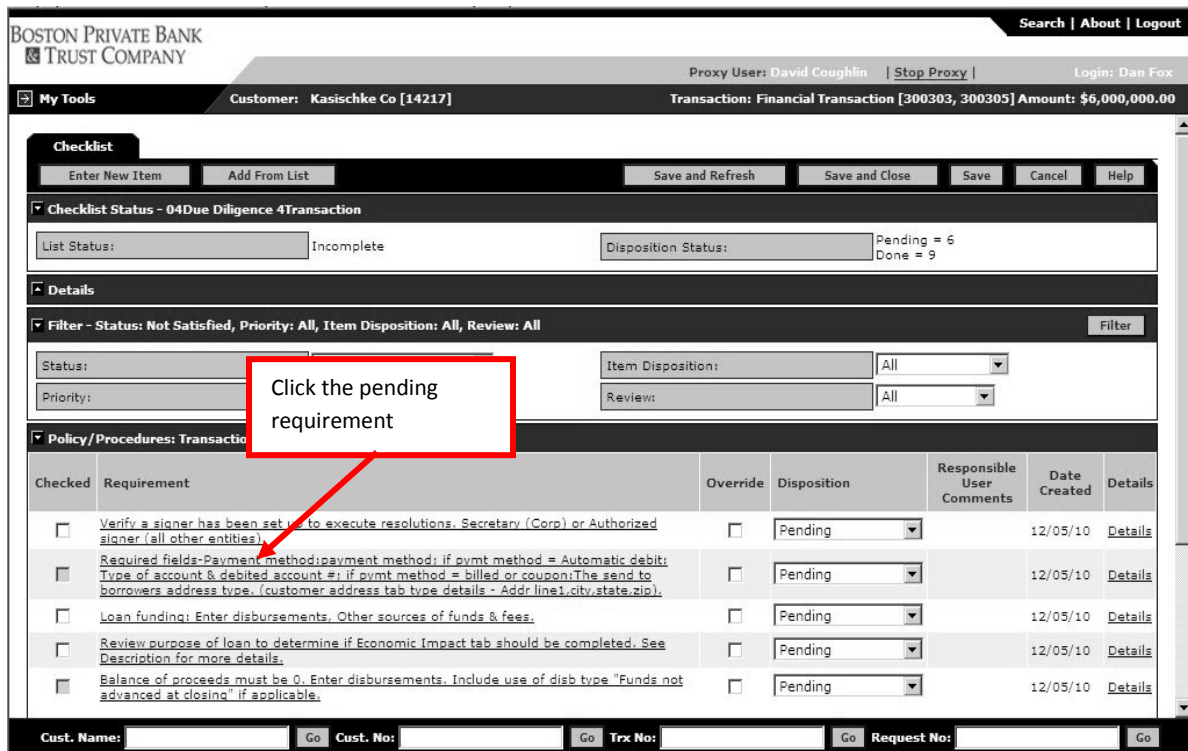 Search | About | Logout
BOSTON PRIVATE BANK
& TRUST COMPANY
Proxy User: David Coughlin | Stop Proxy | Login: Dan Fox
My Tools Customer: Kasischke Co [14217] Transaction: Financial Transaction [300303, 300305] Amount: $6,000,000.00
Checklist
Enter New Item Add From List Save and Refresh Save and Close Save Cancel Help
Checklist Status - 04Due Diligence 4Transaction
List Status: Incomplete Disposition Status: Pending = 6
Done = 9
Details
Filter - Status: Not Satisfied, Priority: All, Item Disposition: All, Review: All Filter
Status: Item Disposition: All
Priority: Review: All
Click the pending
requirement
Policy/Procedures: Transactio
Checked Requirement Override Disposition Responsible User Comments Date Created Details
Verify a signer has been set up to execute resolutions. Secretary (Corp) or Authorized
signer (all other entities). Pending 12/05/10 Details
Required fields-Payment method:payment method; if pymt method = Automatic debit:
Type of account & debited account #; if pymt method = billed or coupon:The send to
borrowers address type. (customer address tab type details - Addr line1,city,state,zip). Pending 12/05/10 Details
Loan funding: Enter disbursements, Other sources of funds & fees. Pending 12/05/10 Details
Review purpose of loan to determine if Economic Impact tab should be completed. See
Description for more details. Pending 12/05/10 Details
Balance of proceeds must be 0. Enter disbursements. Include use of disb type "Funds not
advanced at closing" if applicable. Pending 12/05/10 Details
Cust. Name: Go Cust. No: Go Trx No: Go Request No: Go